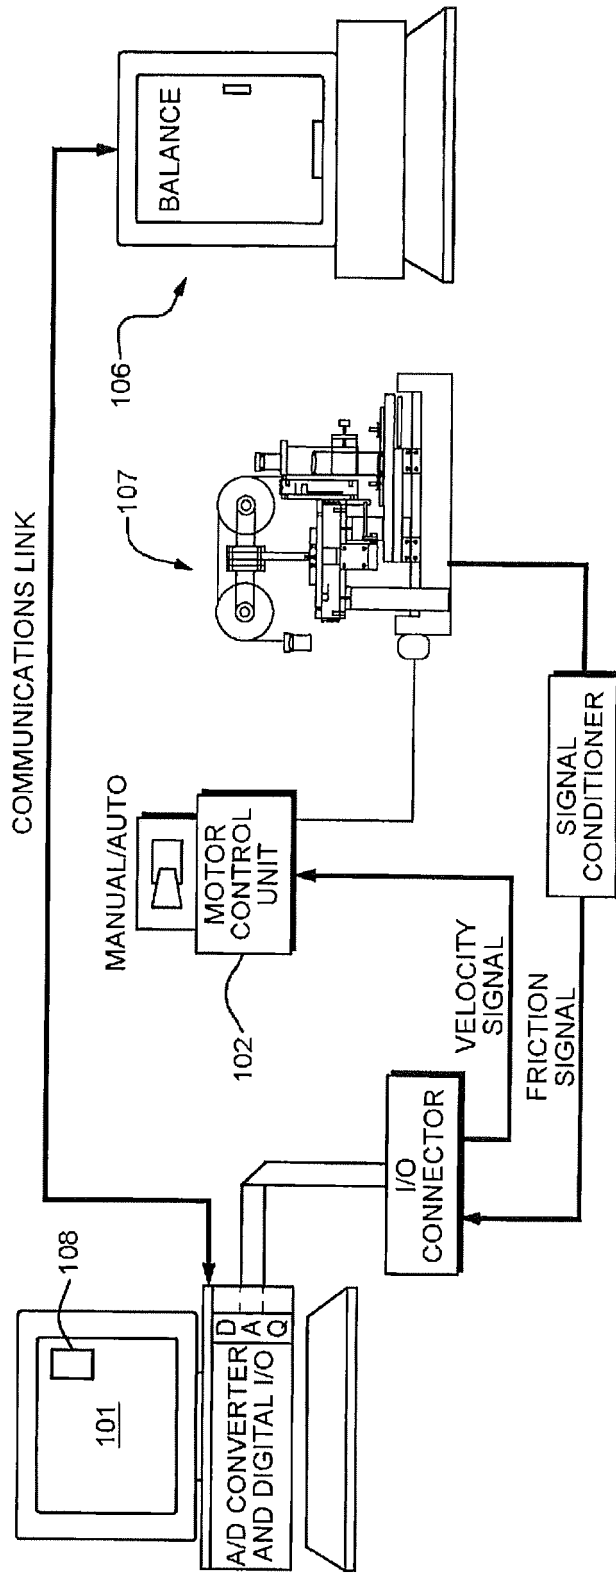 COMMUNICATIONS LINK
108
101
A/D CONVERTER
AND DIGITAL I/O
D
A
Q
MANUAL/AUTO
MOTOR
CONTROL
UNIT
102
107
106
BALANCE
I/O
CONNECTOR
VELOCITY
SIGNAL
FRICTION
SIGNAL
SIGNAL
CONDITIONER